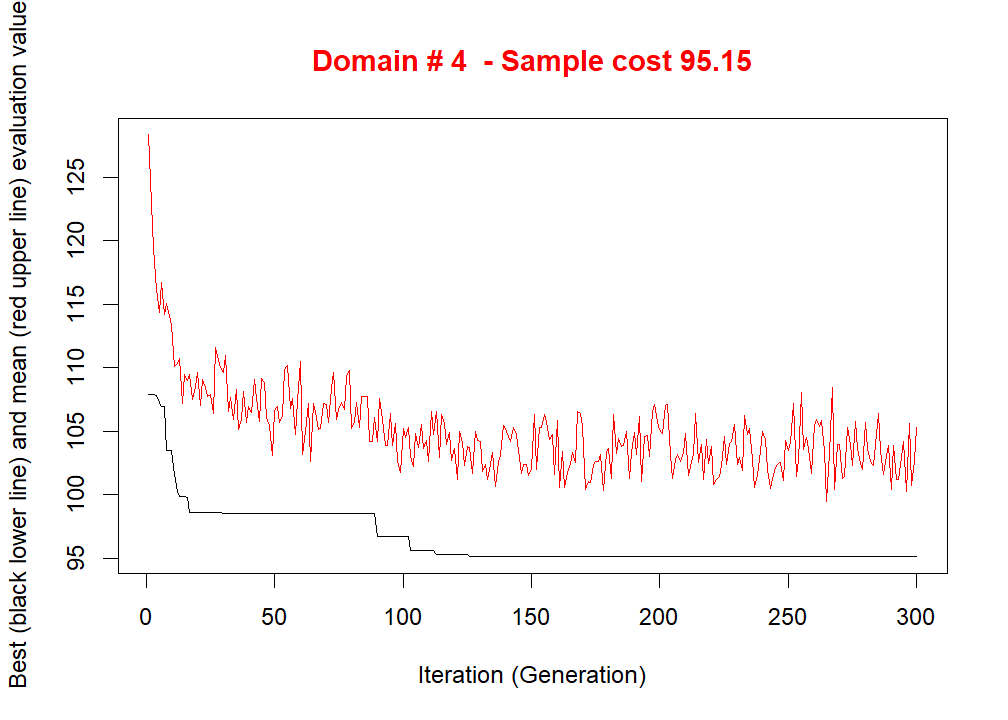 Domain # 4  - Sample cost 95.15
Best (black lower line) and mean (red upper line) evaluation value
125
120
115
110
105
100
95
0 50 100 150 200 250 300
Iteration (Generation)